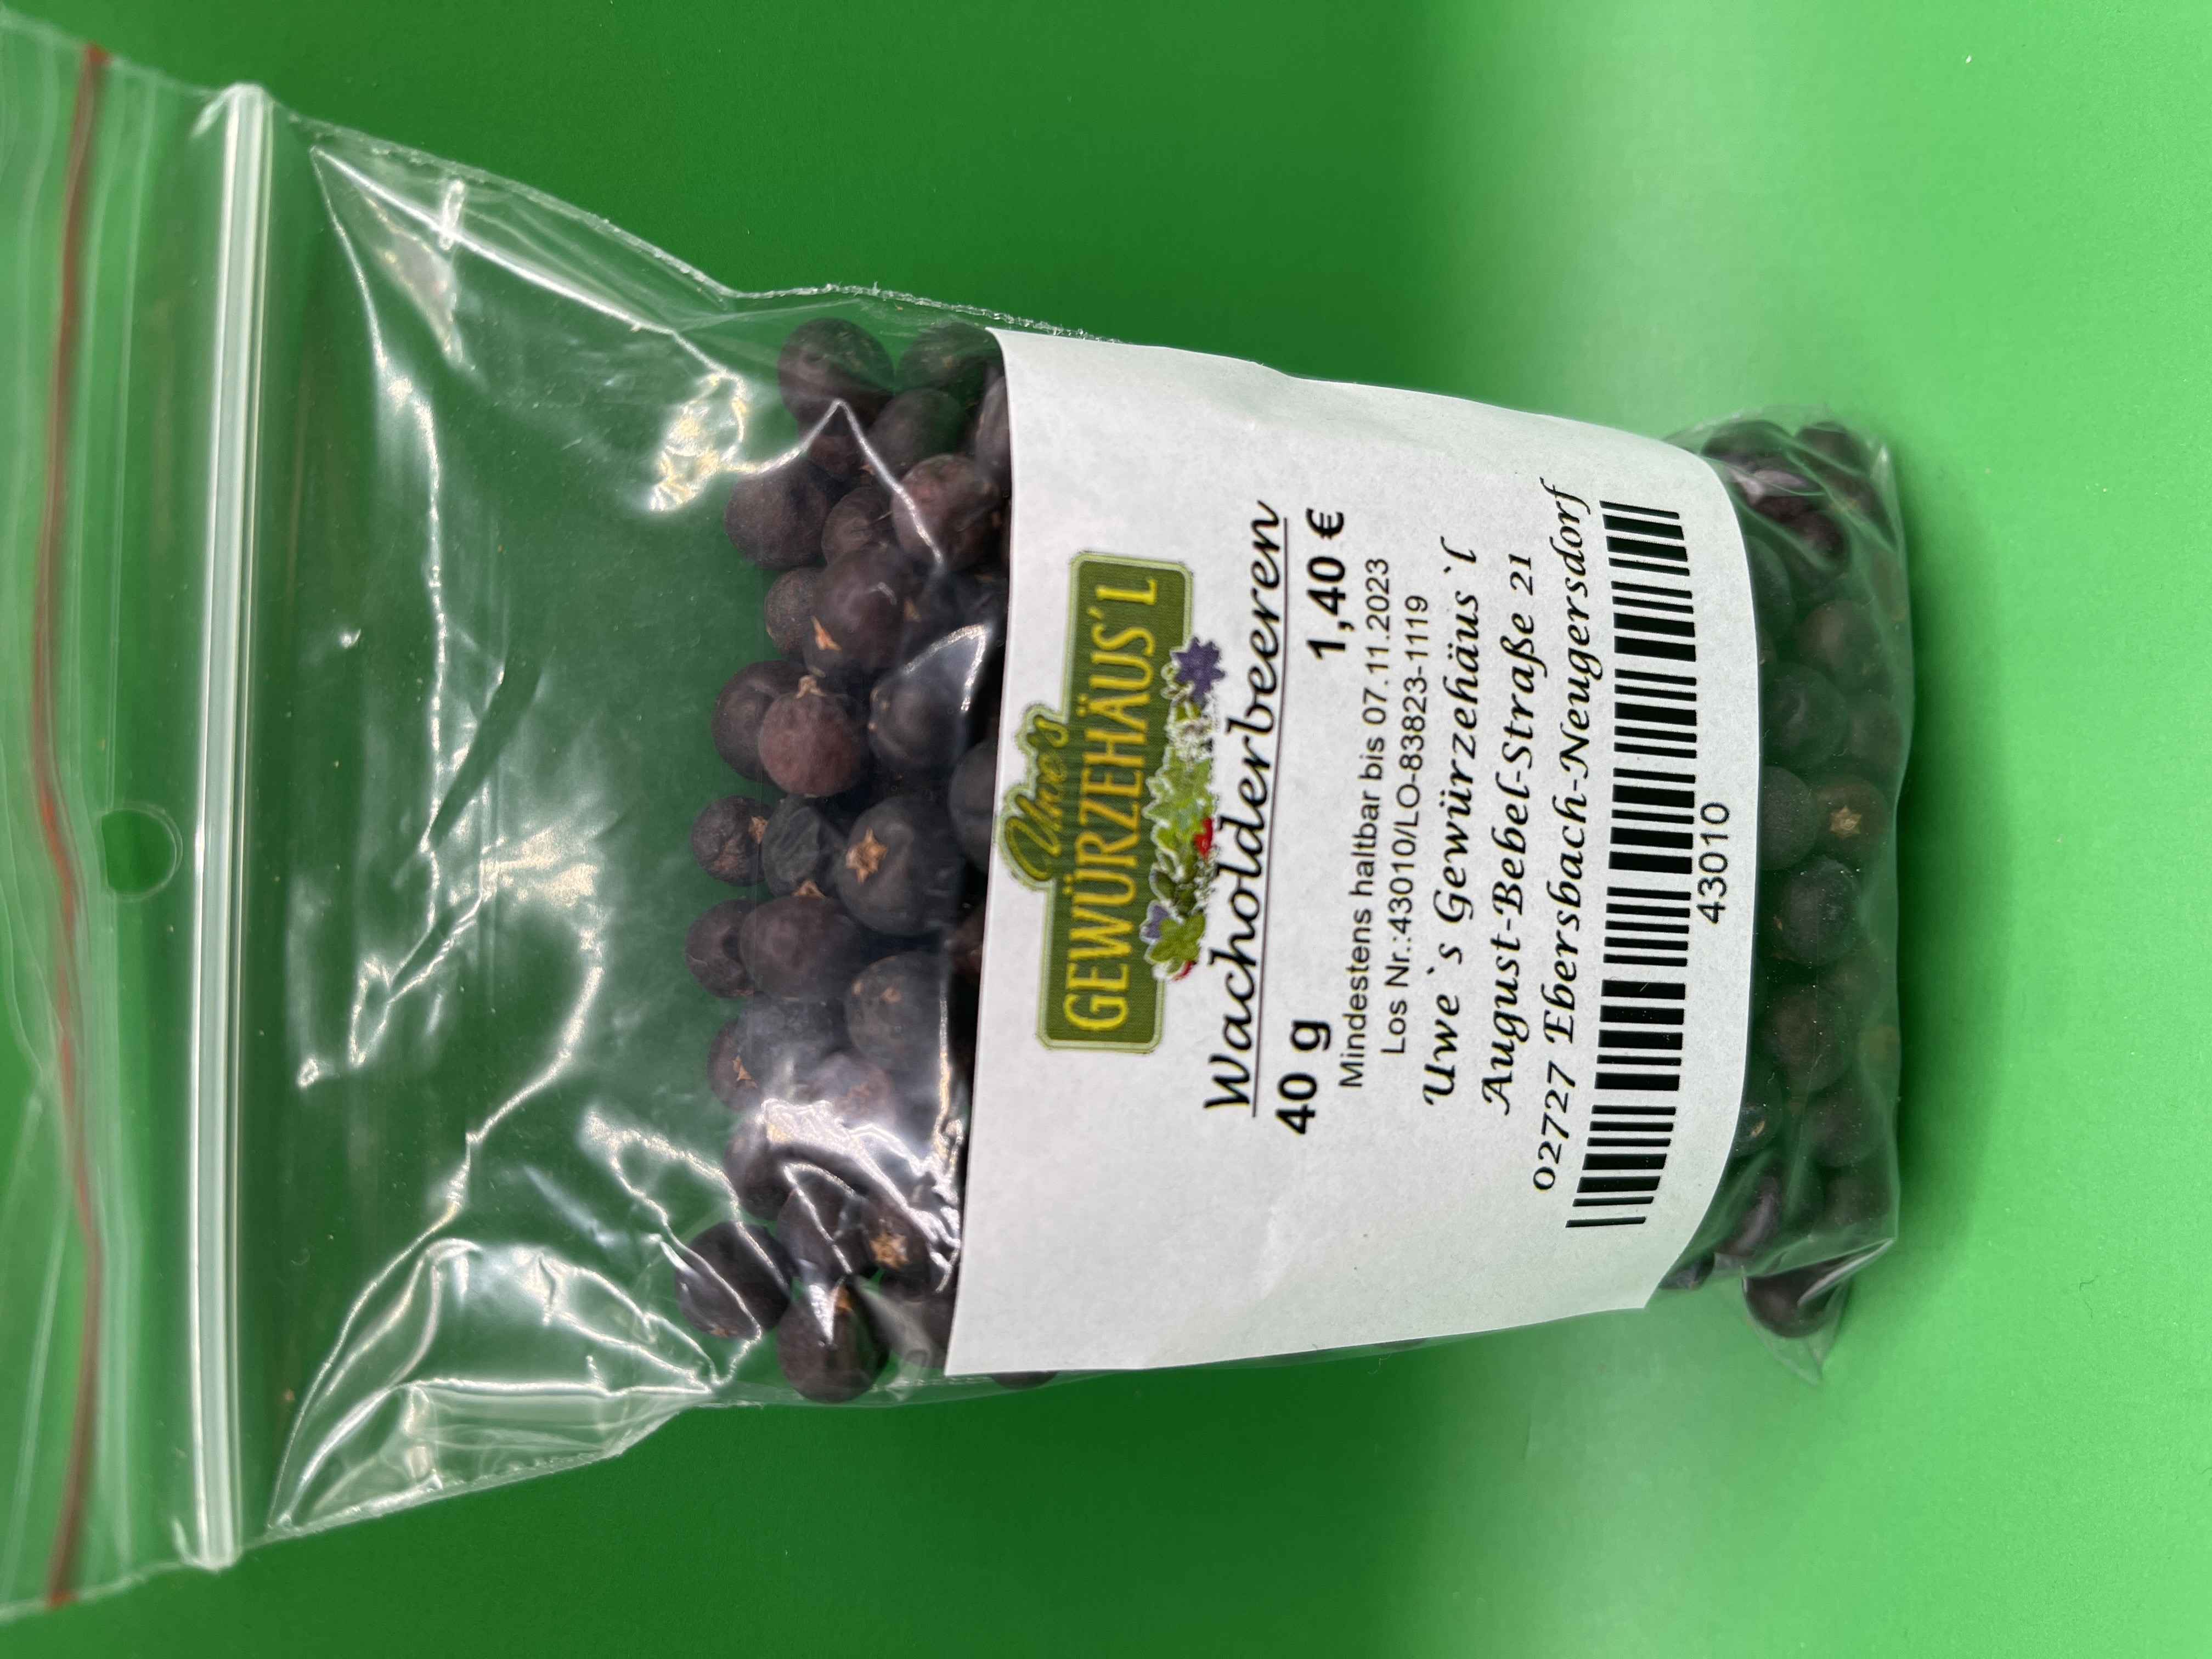 Uwe's
GEWÜRZEHÄUS´L
Wacholderbeeren
40 g 1,40 €
Mindestens haltbar bis 07.11.2023
Los Nr.:43010/LO-83823-1119
Uwe`s Gewürzehäus`l
August-Bebel-Straße 21
02727 Ebersbach-Neugersdorf
43010